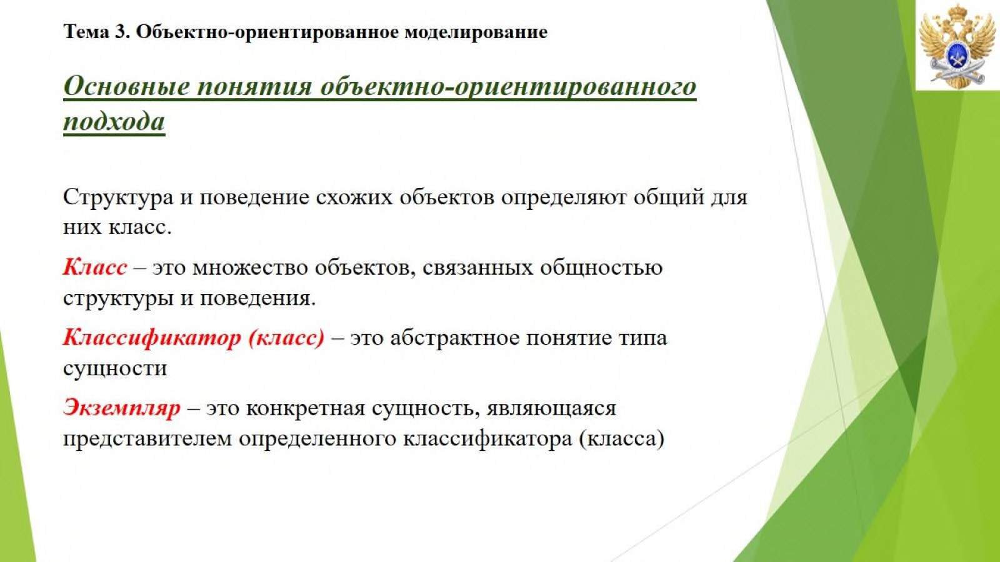 Тема 3. Объектно-ориентированное моделирование
Основные понятия объектно-ориентированного
подхода
Структура и поведение схожих объектов определяют общий для
них класс.
Класс – это множество объектов, связанных общностью
структуры и поведения.
Классификатор (класс) – это абстрактное понятие типа
сущности
Экземпляр – это конкретная сущность, являющаяся
представителем определенного классификатора (класса)